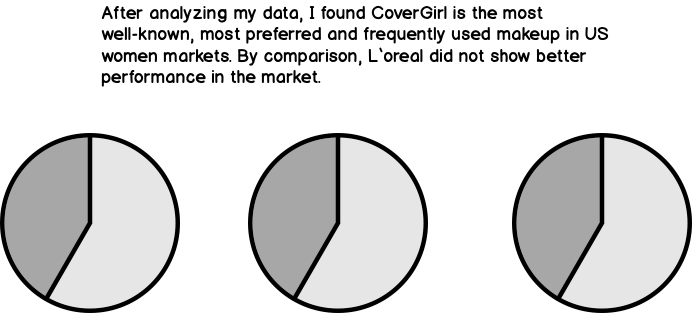 After analyzing my data, I found CoverGirl is the most
well-known, most preferred and frequently used makeup in US
women markets. By comparison, L`oreal did not show better
performance in the market.